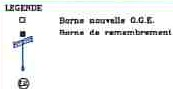 LEGENDE
Borne nouvelle O.G.E.
Borne de remembrement